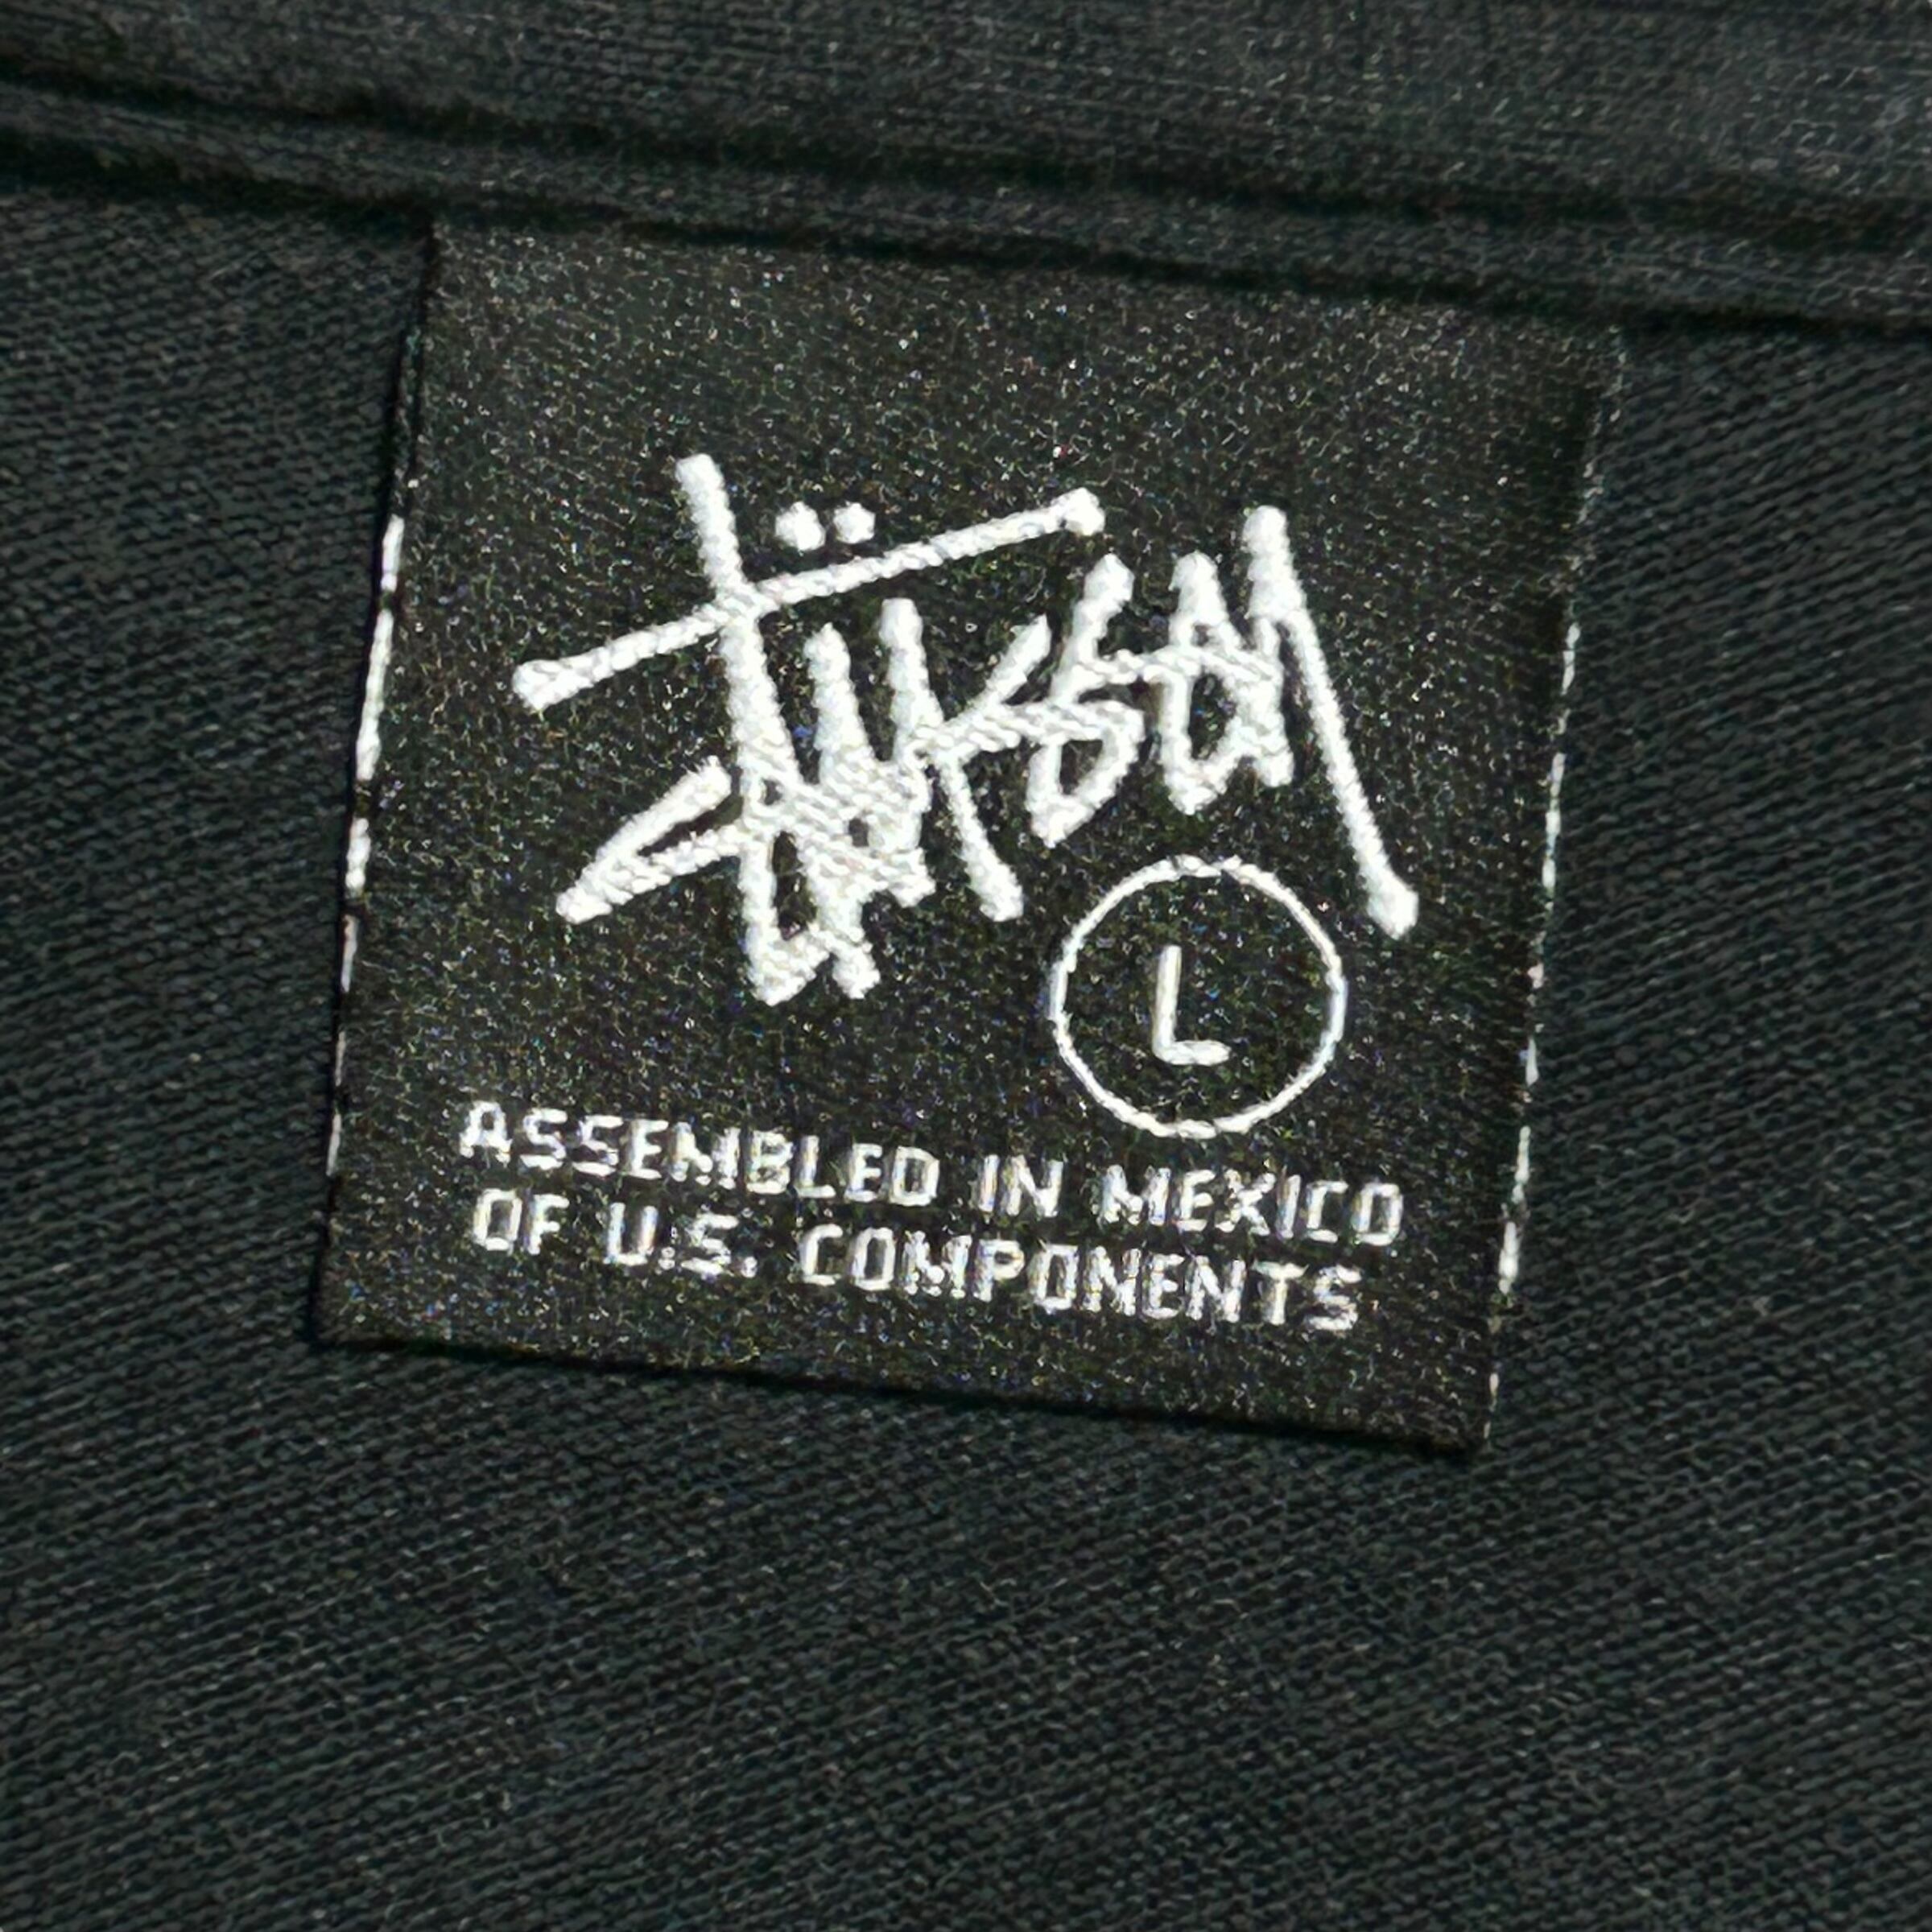 Stüssy
L
ASSEMBLED IN MEXICO
OF U.S. COMPONENTS